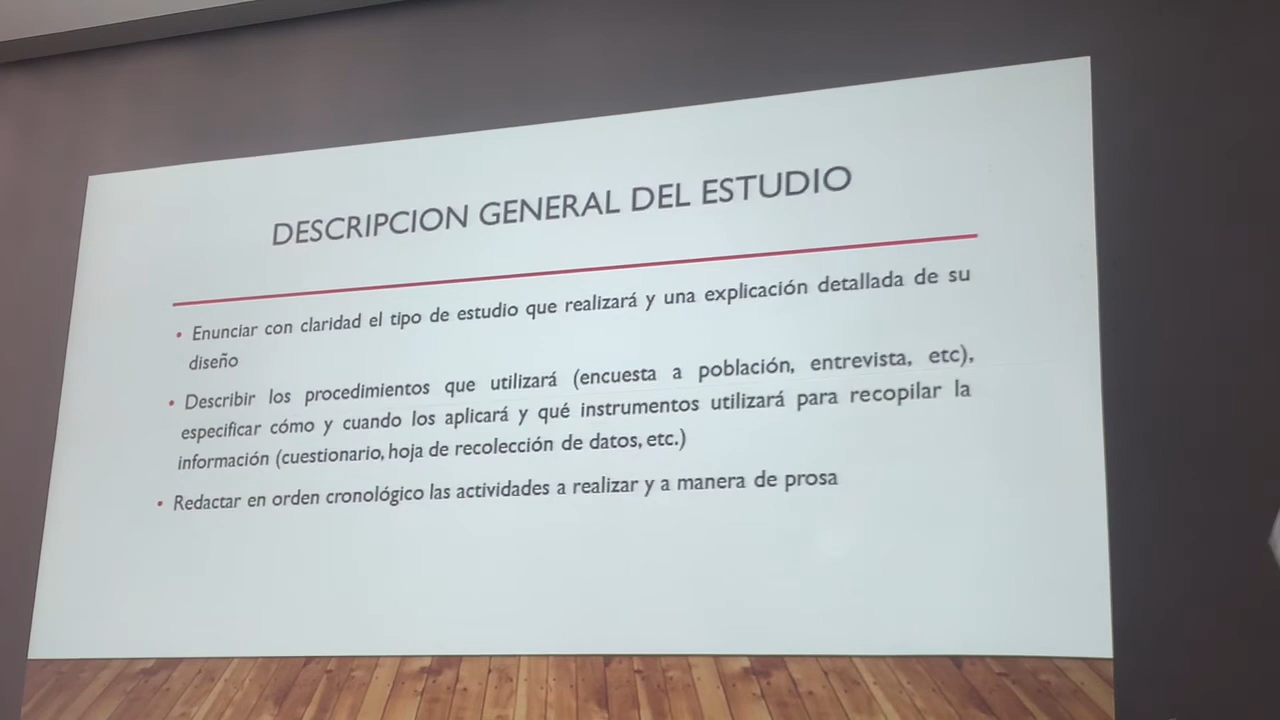 DESCRIPCION GENERAL DEL ESTUDIO
• Enunciar con claridad el tipo de estudio que realizará y una explicación detallada de su
diseño
• Describir los procedimientos que utilizará (encuesta a población, entrevista, etc),
especificar cómo y cuando los aplicará y qué instrumentos utilizará para recopilar la
información (cuestionario, hoja de recolección de datos, etc.)
• Redactar en orden cronológico las actividades a realizar y a manera de prosa